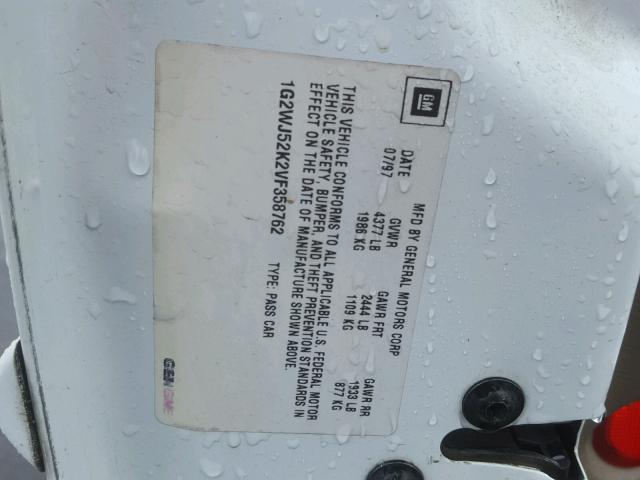 GM
MFD BY GENERAL MOTORS CORP
DATE GVWR GAWR FRT GAWR RR
07/97 4377 LB 2444 LB 1933 LB
1986 KG 1109 KG 877 KG
THIS VEHICLE CONFORMS TO ALL APPLICABLE U.S. FEDERAL MOTOR
VEHICLE SAFETY, BUMPER, AND THEFT PREVENTION STANDARDS IN
EFFECT ON THE DATE OF MANUFACTURE SHOWN ABOVE.
1G2WJ52K2VF358762 TYPE: PASS CAR